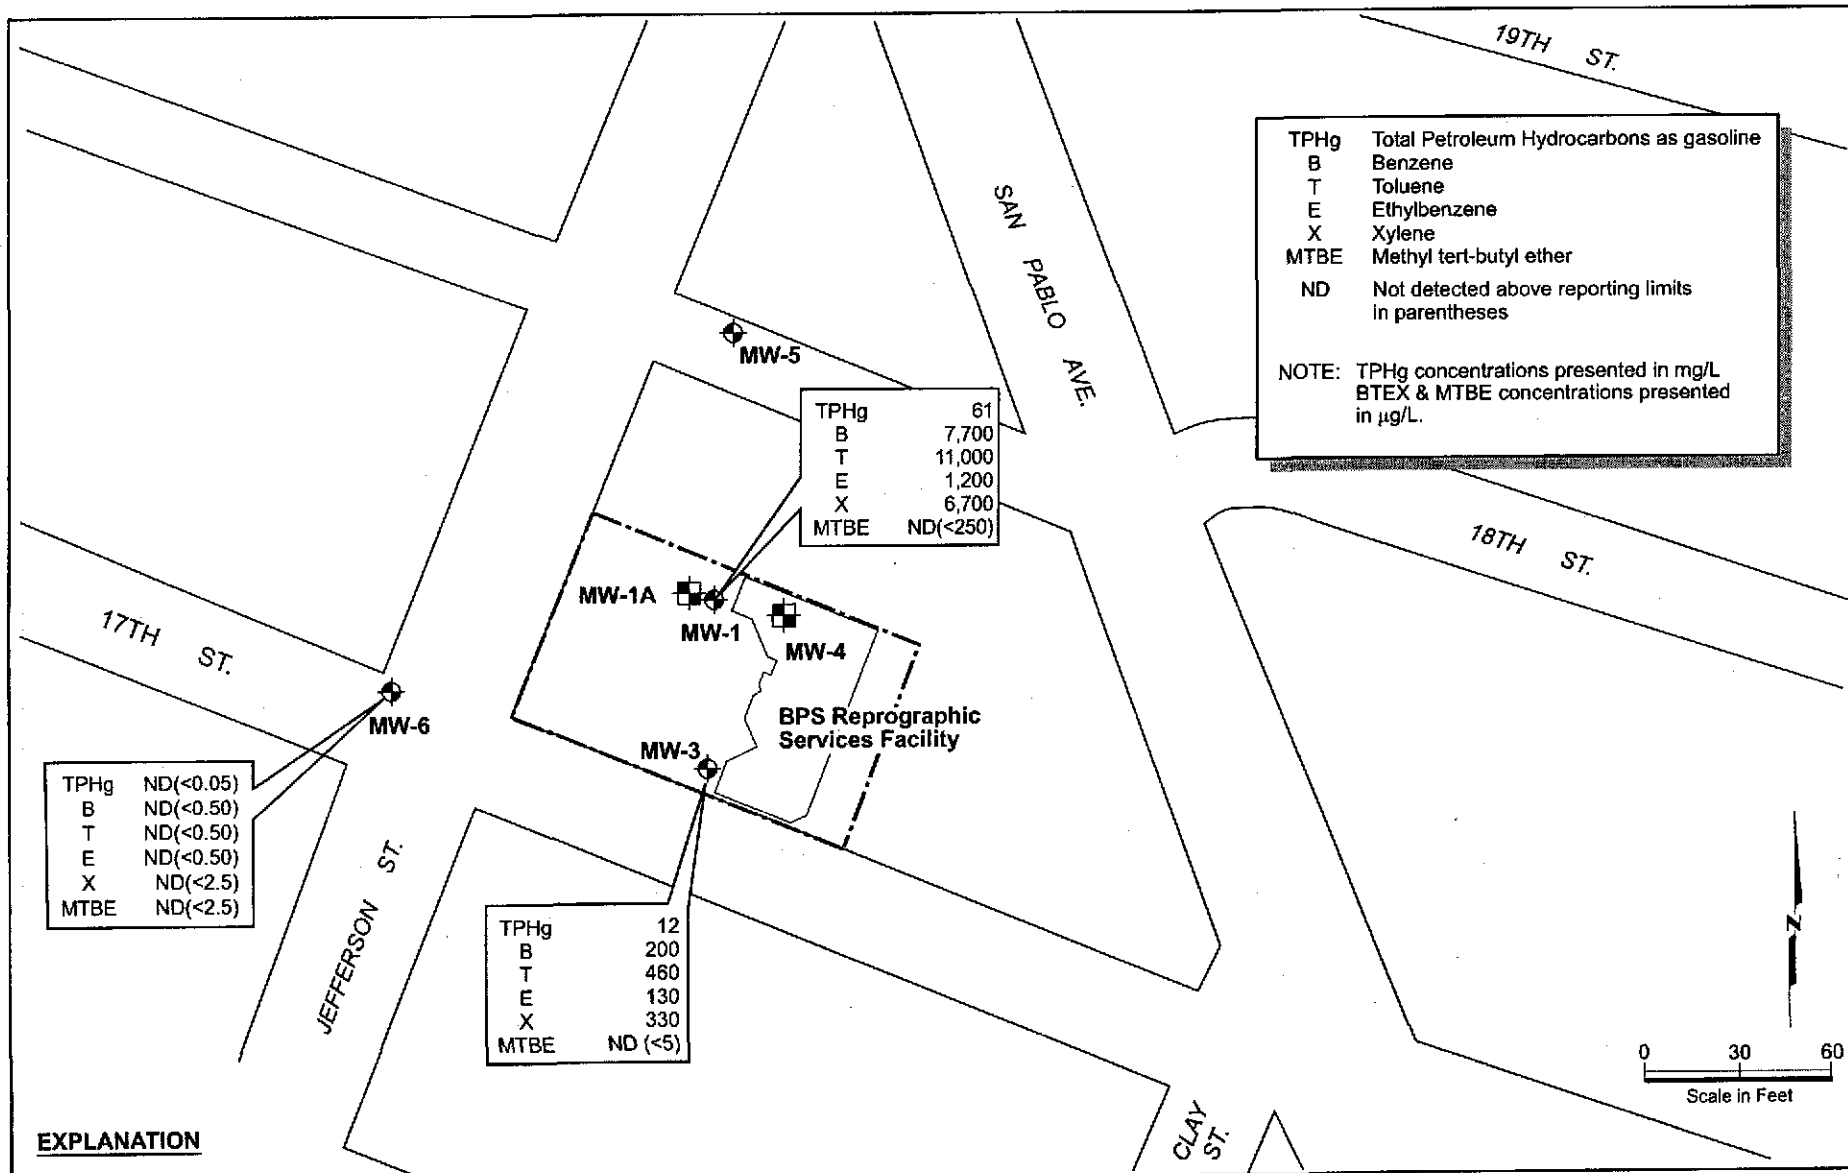 19TH ST.
TPHg Total Petroleum Hydrocarbons as gasoline
B Benzene
T Toluene
E Ethylbenzene
X Xylene
MTBE Methyl tert-butyl ether
ND Not detected above reporting limits
in parentheses
NOTE: TPHg concentrations presented in mg/L
BTEX & MTBE concentrations presented
in µg/L.
SAN PABLO AVE.
MW-5
TPHg 61
B 7,700
T 11,000
E 1,200
X 6,700
MTBE ND(<250)
18TH ST.
MW-1A
MW-1
MW-4
17TH ST.
MW-6
BPS Reprographic
Services Facility
MW-3
TPHg ND(<0.05)
B ND(<0.50)
T ND(<0.50)
E ND(<0.50)
X ND(<2.5)
MTBE ND(<2.5)
JEFFERSON ST.
TPHg 12
B 200
T 460
E 130
X 330
MTBE ND (<5)
N
0 30 60
Scale in Feet
CLAY
ST.
EXPLANATION